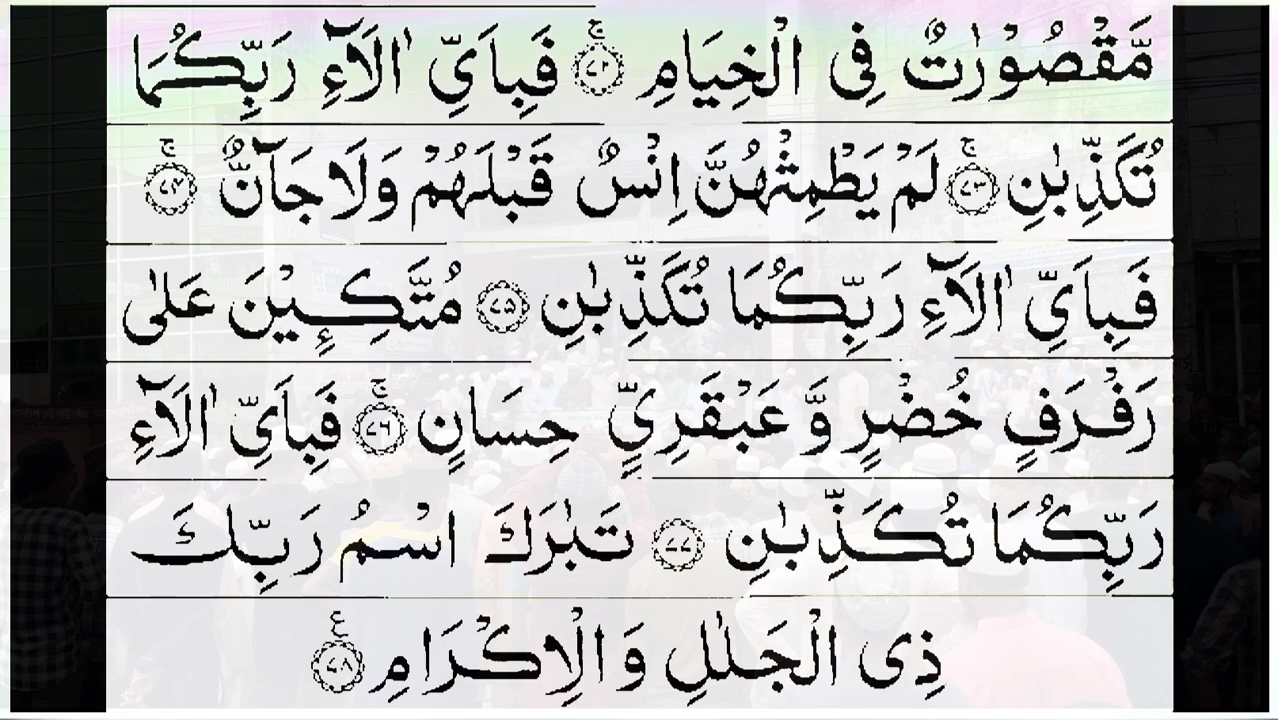 مَّقْصُوْرٰتٌ فِى الْخِيَامِ ۚ‏﴿۷۲﴾ فَبِاَىِّ اٰلَآءِ رَبِّكُمَا
تُكَذِّبٰنِ ۚ‏﴿۷۳﴾ لَمْ يَطْمِثْهُنَّ اِنْسٌ قَبْلَهُمْ وَلَا جَآنٌّ ۚ‏﴿۷۴﴾
فَبِاَىِّ اٰلَآءِ رَبِّكُمَا تُكَذِّبٰنِ ﴿۷۵﴾ مُتَّكِـِٕيْنَ عَلٰى
رَفْرَفٍ خُضْرٍ وَّ عَبْقَرِىٍّ حِسَانٍ ۚ‏﴿۷۶﴾ فَبِاَىِّ اٰلَآءِ
رَبِّكُمَا تُكَذِّبٰنِ ﴿۷۷﴾ تَبٰرَكَ اسْمُ رَبِّكَ
ذِى الْجَلٰلِ وَ الْاِكْرَامِ ﴿۷۸﴾ ع